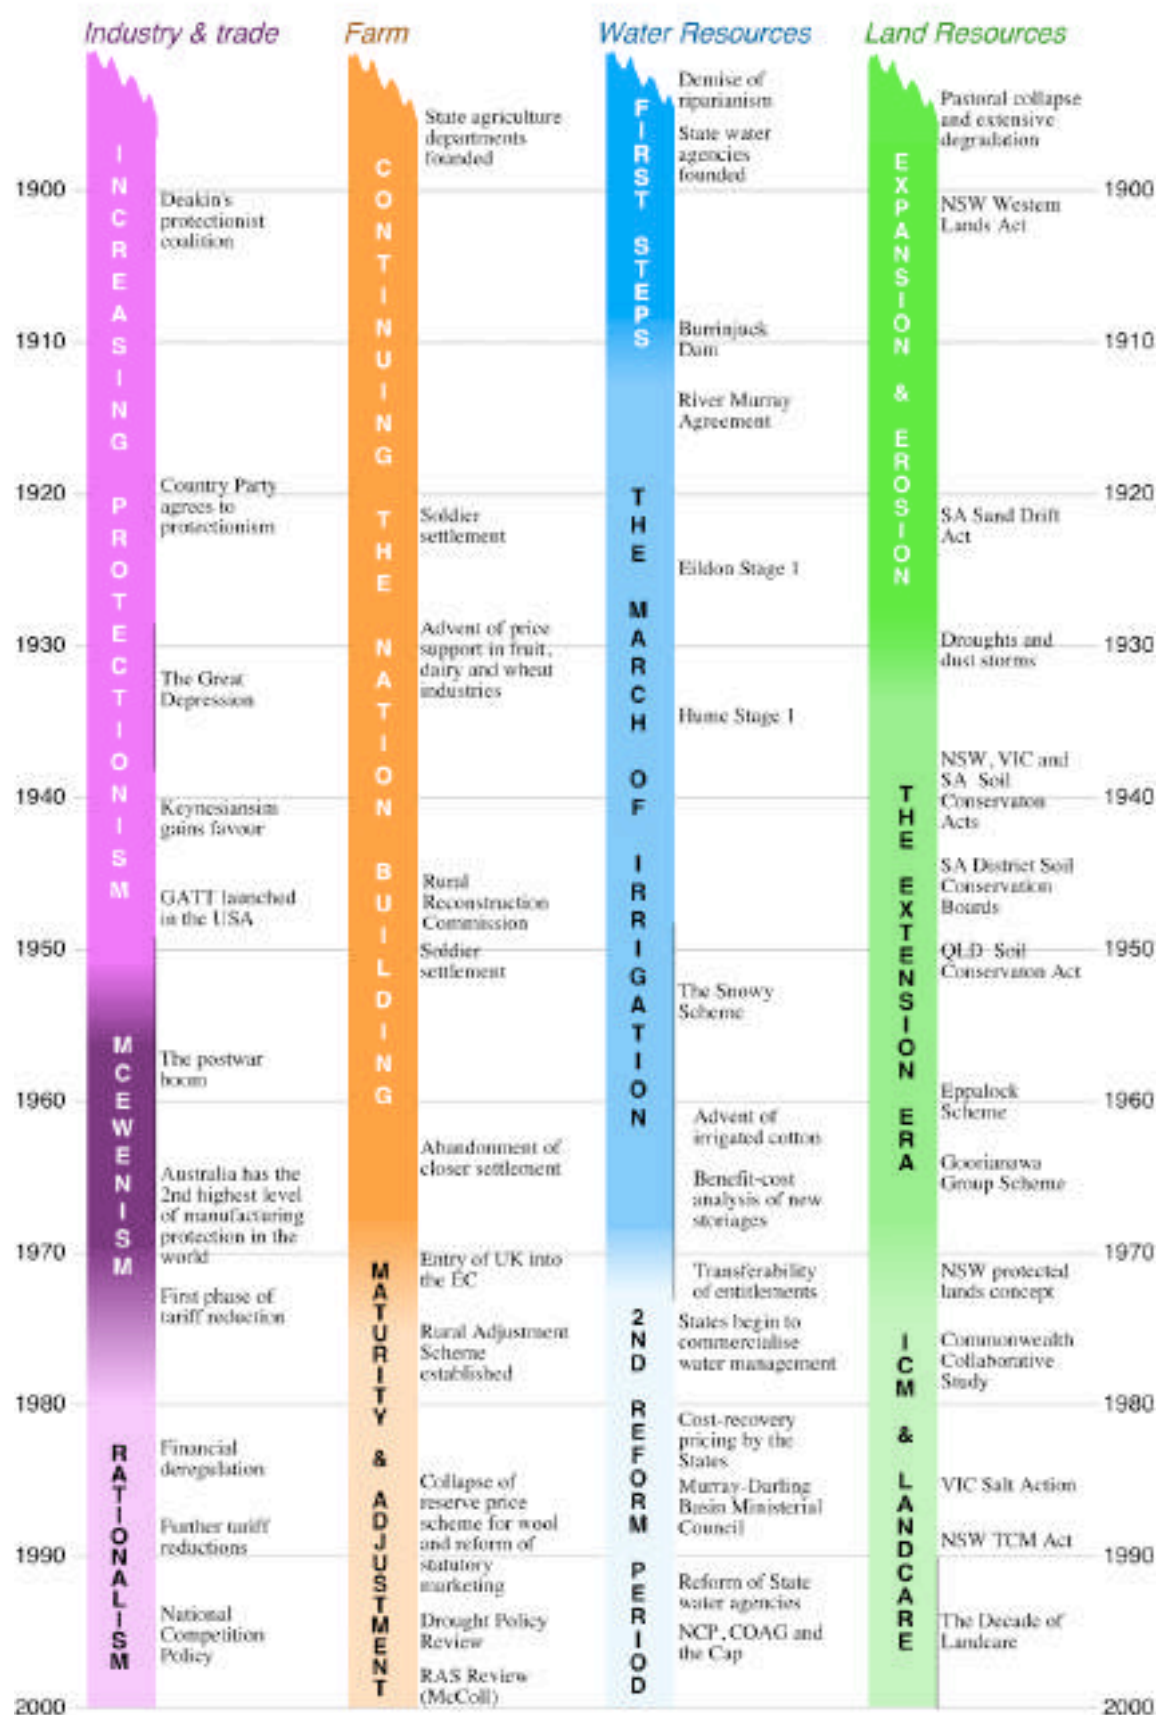 Industry & trade
Farm
Water Resources
Land Resources
INCREASING PROTECTIONISM
MCEWENISM
RATIONALISM
CONTINUING THE NATION BUILDING
MATURITY & ADJUSTMENT
FIRST STEPS
THE MARCH OF IRRIGATION
2ND REFORM PERIOD
EXPANSION & EROSION
THE EXTENSION ERA
ICM & LANDCARE
1900
1910
1920
1930
1940
1950
1960
1970
1980
1990
2000
Deakin's
protectionist
coalition
Country Party
agrees to
protectionism
The Great
Depression
Keynesiansim
gains favour
GATT launched
in the USA
The postwar
boom
Australia has the
2nd highest level
of manufacturing
protection in the
world
First phase of
tariff reduction
Financial
deregulation
Further tariff
reductions
National
Competition
Policy
State agriculture
departments
founded
Soldier
settlement
Advent of price
support in fruit,
dairy and wheat
industries
Rural
Reconstruction
Commission
Soldier
settlement
Abandonment of
closer settlement
Entry of UK into
the EC
Rural Adjustment
Scheme
established
Collapse of
reserve price
scheme for wool
and reform of
statutory
marketing
Drought Policy
Review
RAS Review
(McColl)
Demise of
riparianism
State water
agencies
founded
Burrinjuck
Dam
River Murray
Agreement
Eildon Stage 1
Hume Stage 1
The Snowy
Scheme
Advent of
irrigated cotton
Benefit-cost
analysis of new
storiages
Transferability
of entitlements
States begin to
commercialise
water management
Cost-recovery
pricing by the
States
Murray-Darling
Basin Ministerial
Council
Reform of State
water agencies
NCP, COAG and
the Cap
Pastoral collapse
and extensive
degradation
NSW Western
Lands Act
SA Sand Drift
Act
Droughts and
dust storms
NSW, VIC and
SA Soil
Conservaton
Acts
SA District Soil
Conservation
Boards
QLD Soil
Conservaton Act
Eppalock
Scheme
Goorianawa
Group Scheme
NSW protected
lands concept
Commonwealth
Collaborative
Study
VIC Salt Action
NSW TCM Act
The Decade of
Landcare
1900
1910
1920
1930
1940
1950
1960
1970
1980
1990
2000